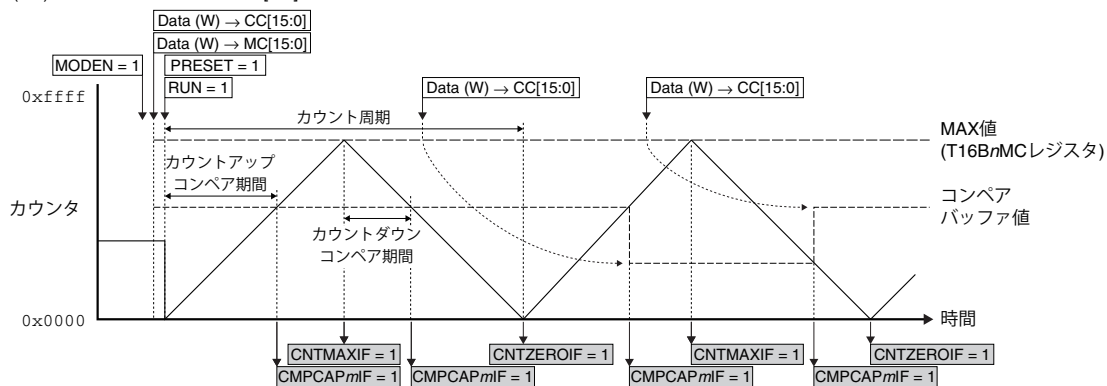 Data (W) → CC[15:0]
Data (W) → MC[15:0]
MODEN = 1
PRESET = 1
RUN = 1
Data (W) → CC[15:0]
Data (W) → CC[15:0]
0xffff
カウント周期
MAX値
(T16BnMCレジスタ)
カウントアップ
コンペア期間
カウンタ
コンペア
バッファ値
カウントダウン
コンペア期間
0x0000
時間
CNTMAXIF = 1
CNTZEROIF = 1
CNTMAXIF = 1
CNTZEROIF = 1
CMPCAPmIF = 1
CMPCAPmIF = 1
CMPCAPmIF = 1
CMPCAPmIF = 1